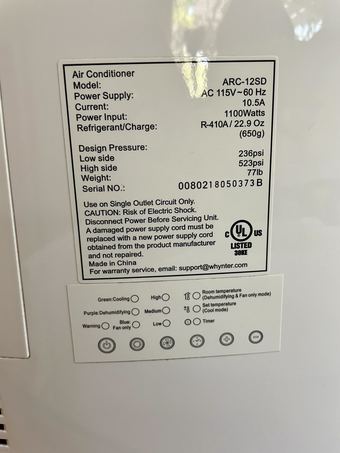 Air Conditioner
Model: ARC-12SD
Power Supply: AC 115V~60 Hz
Current: 10.5A
Power Input: 1100Watts
Refrigerant/Charge: R-410A / 22.9 Oz
(650g)
Design Pressure:
Low side 236psi
High side 523psi
Weight: 77lb
Serial NO.: 0080218050373B
Use on Single Outlet Circuit Only.
CAUTION: Risk of Electric Shock.
Disconnect Power Before Servicing Unit.
A damaged power supply cord must be
replaced with a new power supply cord
obtained from the product manufacturer
and not repaired.
Made in China
For warranty service, email: support@whynter.com
C UL US
LISTED
30KE
Green:Cooling High Room temperature
(Dehumidifying & Fan only mode)
Purple:Dehumidifying Medium Set temperature
(Cool mode)
Warning Blue:
Fan only Low Timer